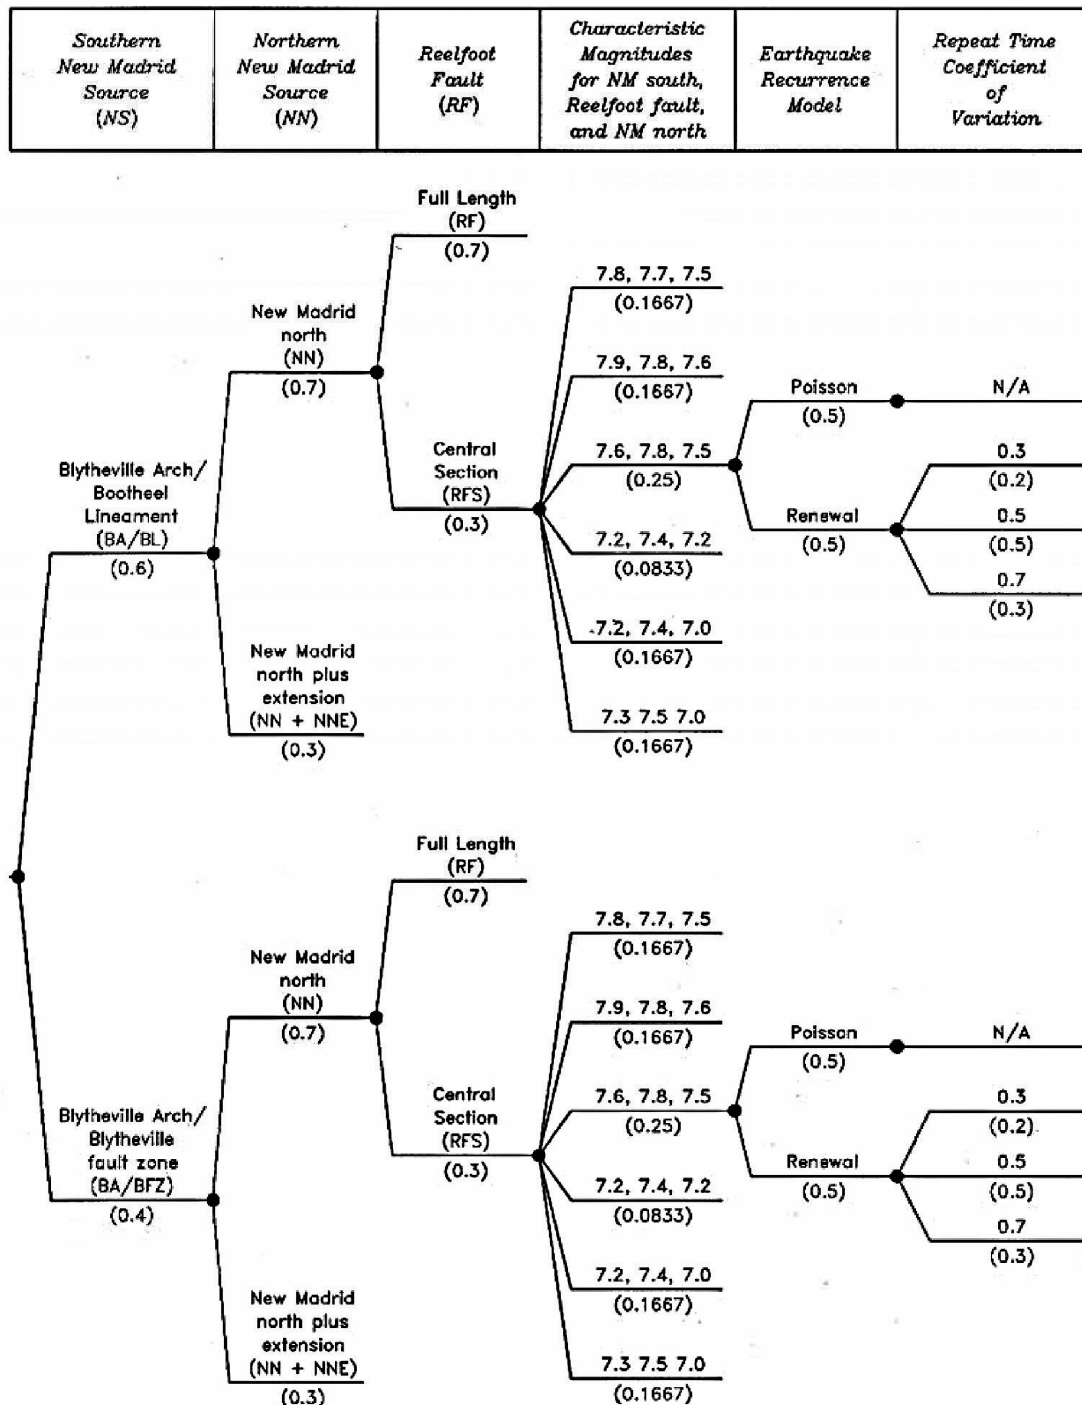 Southern
New Madrid
Source
(NS)
Northern
New Madrid
Source
(NN)
Reelfoot
Fault
(RF)
Characteristic
Magnitudes
for NM south,
Reelfoot fault,
and NM north
Earthquake
Recurrence
Model
Repeat Time
Coefficient
of
Variation
Full Length
(RF)
(0.7)
7.8, 7.7, 7.5
(0.1667)
New Madrid
north
(NN)
(0.7)
7.9, 7.8, 7.6
(0.1667)
Poisson
(0.5)
N/A
Blytheville Arch/
Bootheel
Lineament
(BA/BL)
(0.6)
Central
Section
(RFS)
(0.3)
7.6, 7.8, 7.5
(0.25)
0.3
(0.2)
Renewal
(0.5)
0.5
(0.5)
7.2, 7.4, 7.2
(0.0833)
0.7
(0.3)
7.2, 7.4, 7.0
(0.1667)
New Madrid
north plus
extension
(NN + NNE)
(0.3)
7.3 7.5 7.0
(0.1667)
Full Length
(RF)
(0.7)
7.8, 7.7, 7.5
(0.1667)
New Madrid
north
(NN)
(0.7)
7.9, 7.8, 7.6
(0.1667)
Poisson
(0.5)
N/A
Blytheville Arch/
Blytheville
fault zone
(BA/BFZ)
(0.4)
Central
Section
(RFS)
(0.3)
7.6, 7.8, 7.5
(0.25)
0.3
(0.2)
Renewal
(0.5)
0.5
(0.5)
7.2, 7.4, 7.2
(0.0833)
0.7
(0.3)
7.2, 7.4, 7.0
(0.1667)
New Madrid
north plus
extension
(NN + NNE)
(0.3)
7.3 7.5 7.0
(0.1667)